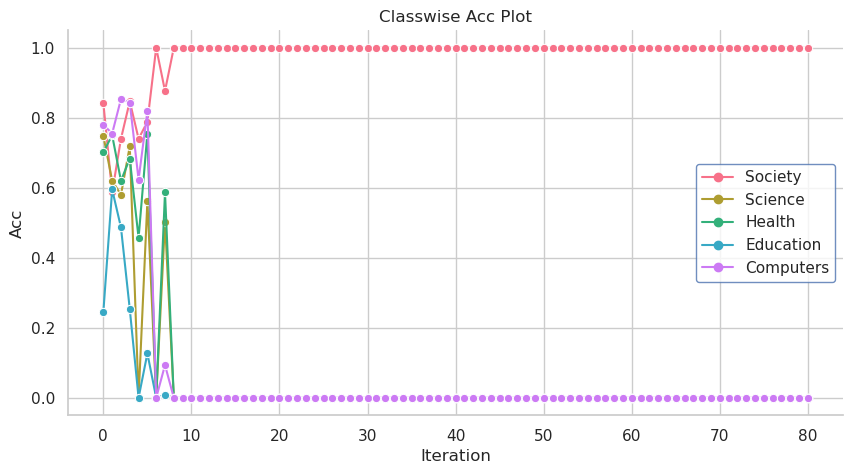 Classwise Acc Plot
1.0
0.8
0.6
0.4
0.2
0.0
Acc
Society
Science
Health
Education
Computers
0 10 20 30 40 50 60 70 80
Iteration